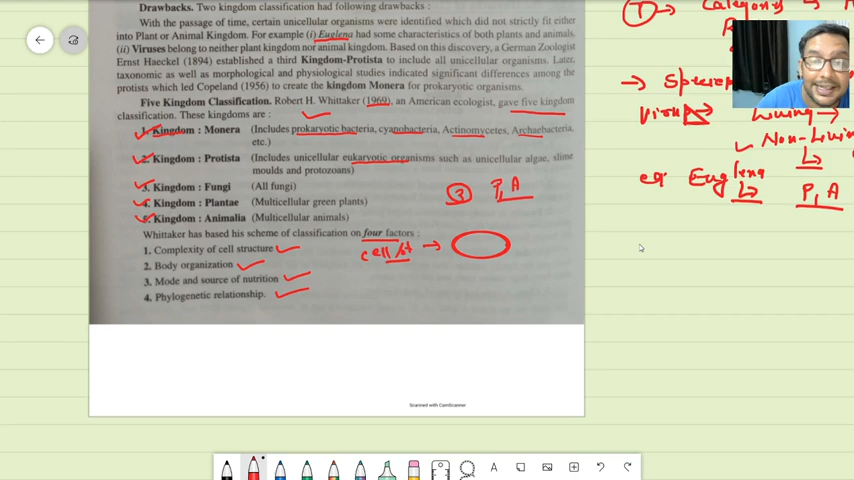 Drawbacks. Two kingdom classification had following drawbacks :
With the passage of time, certain unicellular organisms were identified which did not strictly fit either
into Plant or Animal Kingdom. For example (i) Euglena had some characteristics of both plants and animals.
(ii) Viruses belong to neither plant kingdom nor animal kingdom. Based on this discovery, a German Zoologist
Ernst Haeckel (1894) established a third Kingdom-Protista to include all unicellular organisms. Later,
taxonomic as well as morphological and physiological studies indicated significant differences among the
protists which led Copeland (1956) to create the kingdom Monera for prokaryotic organisms.
Five Kingdom Classification. Robert H. Whittaker (1969), an American ecologist, gave five kingdom
classification. These kingdoms are :
1. Kingdom : Monera (Includes prokaryotic bacteria, cyanobacteria, Actinomycetes, Archaebacteria,
etc.)
2. Kingdom : Protista (Includes unicellular eukaryotic organisms such as unicellular algae, slime
moulds and protozoans)
3. Kingdom : Fungi (All fungi)
4. Kingdom : Plantae (Multicellular green plants)
5. Kingdom : Animalia (Multicellular animals)
Whittaker has based his scheme of classification on four factors :
1. Complexity of cell structure
2. Body organization
3. Mode and source of nutrition
4. Phylogenetic relationship.
cell st →
③ P, A
Scanned with CamScanner
→
Living →
Non-Living
eg Euglena
P, A
A